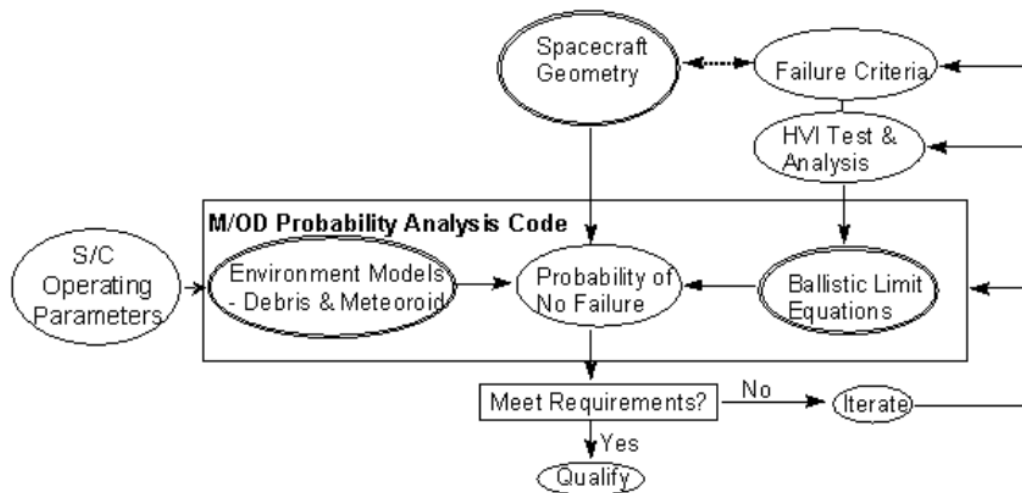 Spacecraft
Geometry
Failure Criteria
HVI Test &
Analysis
M/OD Probability Analysis Code
S/C
Operating
Parameters
Environment Models
- Debris & Meteoroid
Probability of
No Failure
Ballistic Limit
Equations
Meet Requirements?
No
Iterate
Yes
Qualify